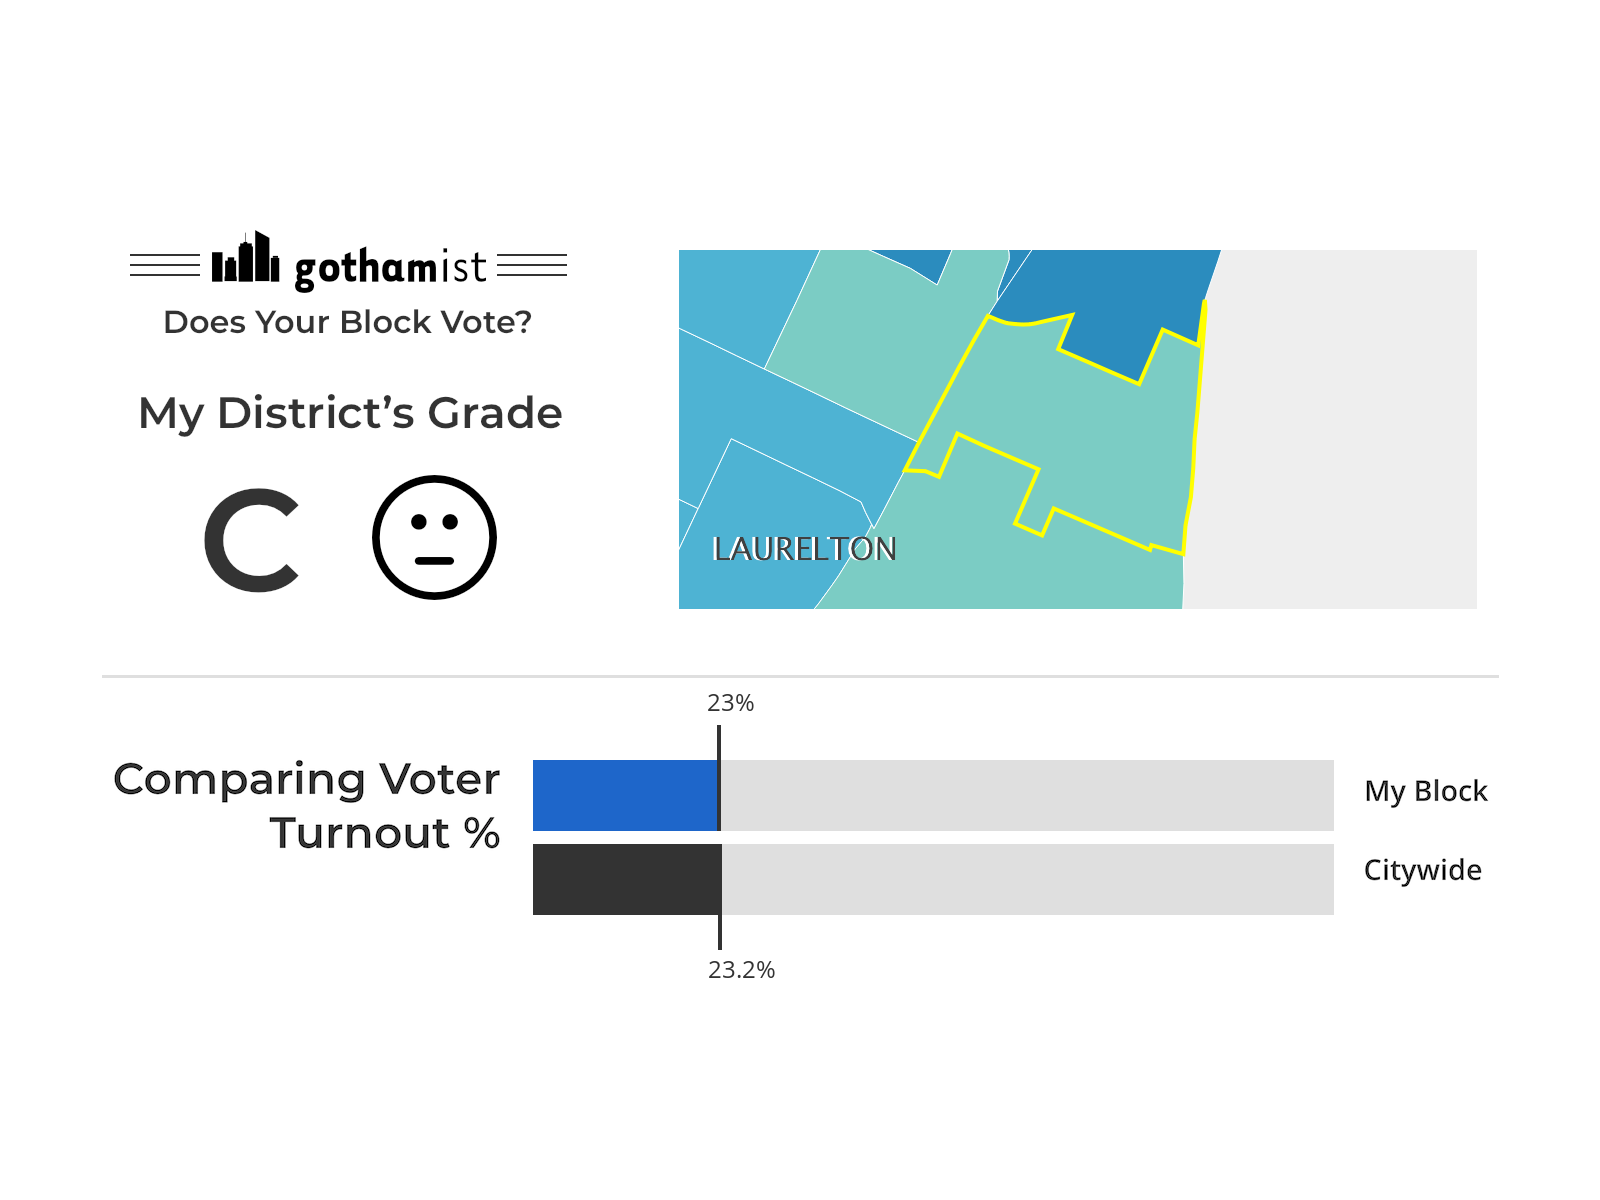 gothamist
Does Your Block Vote?
My District’s Grade
C
LAURELTON
23%
Comparing Voter
Turnout %
My Block
Citywide
23.2%